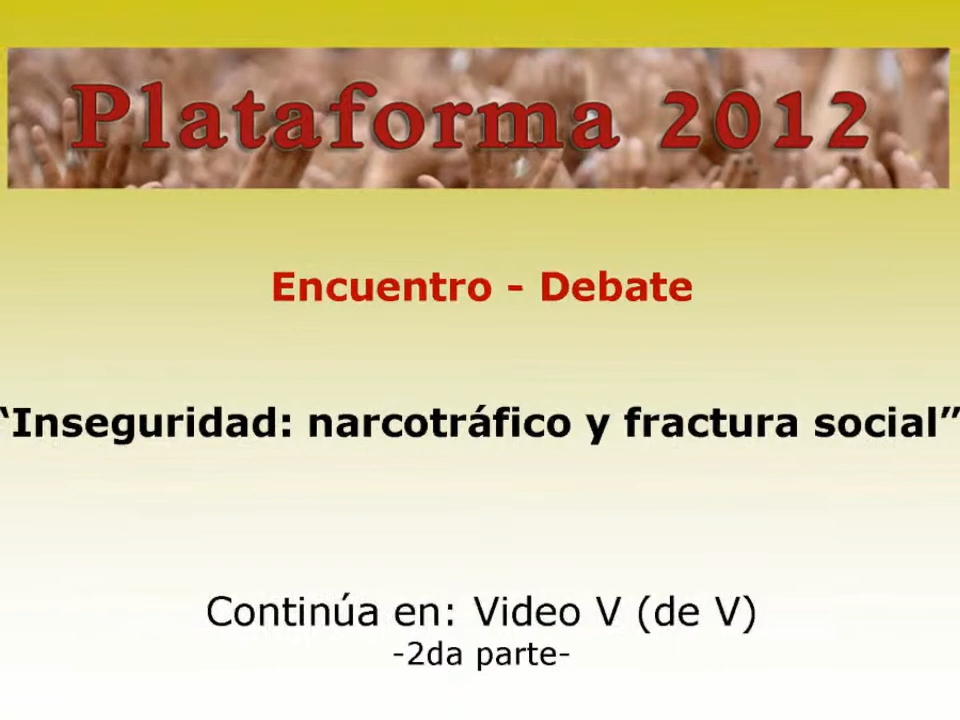 Plataforma 2012
Encuentro - Debate
“Inseguridad: narcotráfico y fractura social”
Continúa en: Video V (de V)
-2da parte-